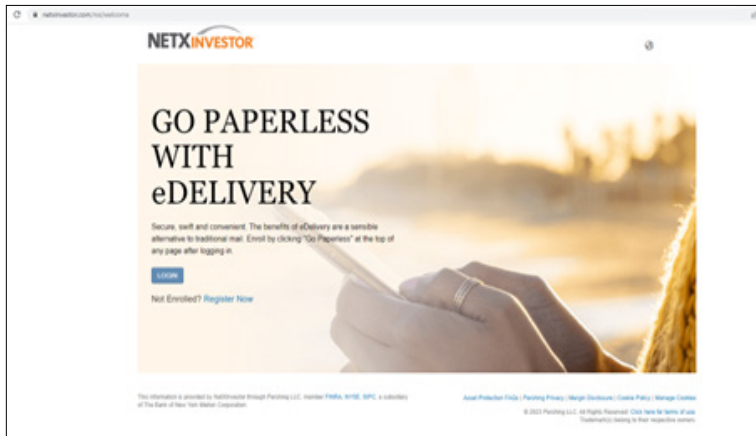 netxinvestor.com/nxi/welcome
NETXINVESTOR
GO PAPERLESS
WITH
eDELIVERY
Secure, swift and convenient. The benefits of eDelivery are a sensible
alternative to traditional mail. Enroll by clicking "Go Paperless" at the top of
any page after logging in.
LOGIN
Not Enrolled? Register Now
This information is provided by NetXInvestor through Pershing LLC, member FINRA, NYSE, SIPC, a subsidiary
of The Bank of New York Mellon Corporation.
Asset Protection FAQs | Pershing Privacy | Margin Disclosure | Cookie Policy | Manage Cookies
© 2023 Pershing LLC. All Rights Reserved. Click here for terms of use.
Trademark(s) belong to their respective owners.